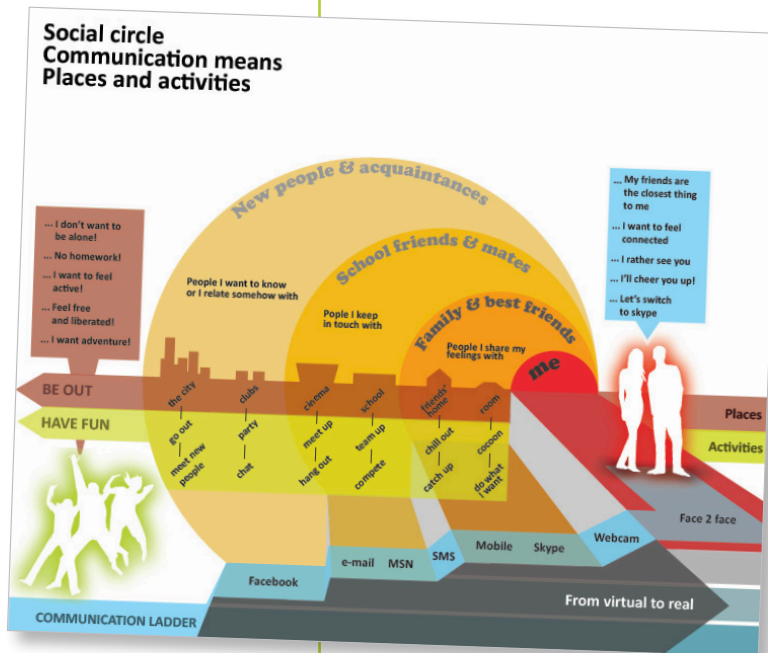 Social circle
Communication means
Places and activities
New people & acquaintances
School friends & mates
Family & best friends
me
People I want to know
or I relate somehow with
Pople I keep
in touch with
People I share my
feelings with
... I don't want to
be alone!
... No homework!
... I want to feel
active!
... Feel free
and liberated!
... I want adventure!
... My friends are
the closest thing
to me
... I want to feel
connected
... I rather see you
... I'll cheer you up!
... Let's switch
to skype
BE OUT
the city
clubs
cinema
school
friends'
home
room
Places
HAVE FUN
go out
meet new
people
party
chat
meet up
hang out
team up
compete
chill out
catch up
cocoon
do what
I want
Activities
Face 2 face
Webcam
Skype
Mobile
SMS
MSN
e-mail
Facebook
From virtual to real
COMMUNICATION LADDER